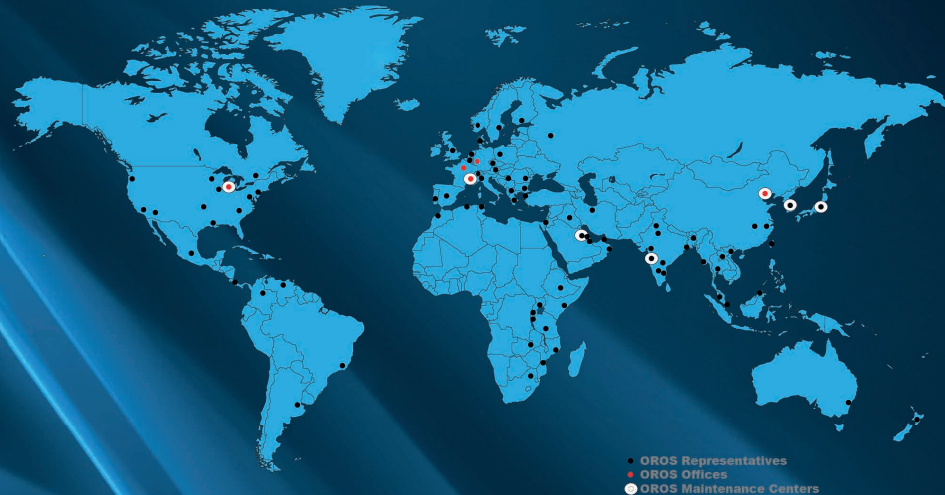 OROS Representatives
OROS Offices
OROS Maintenance Centers